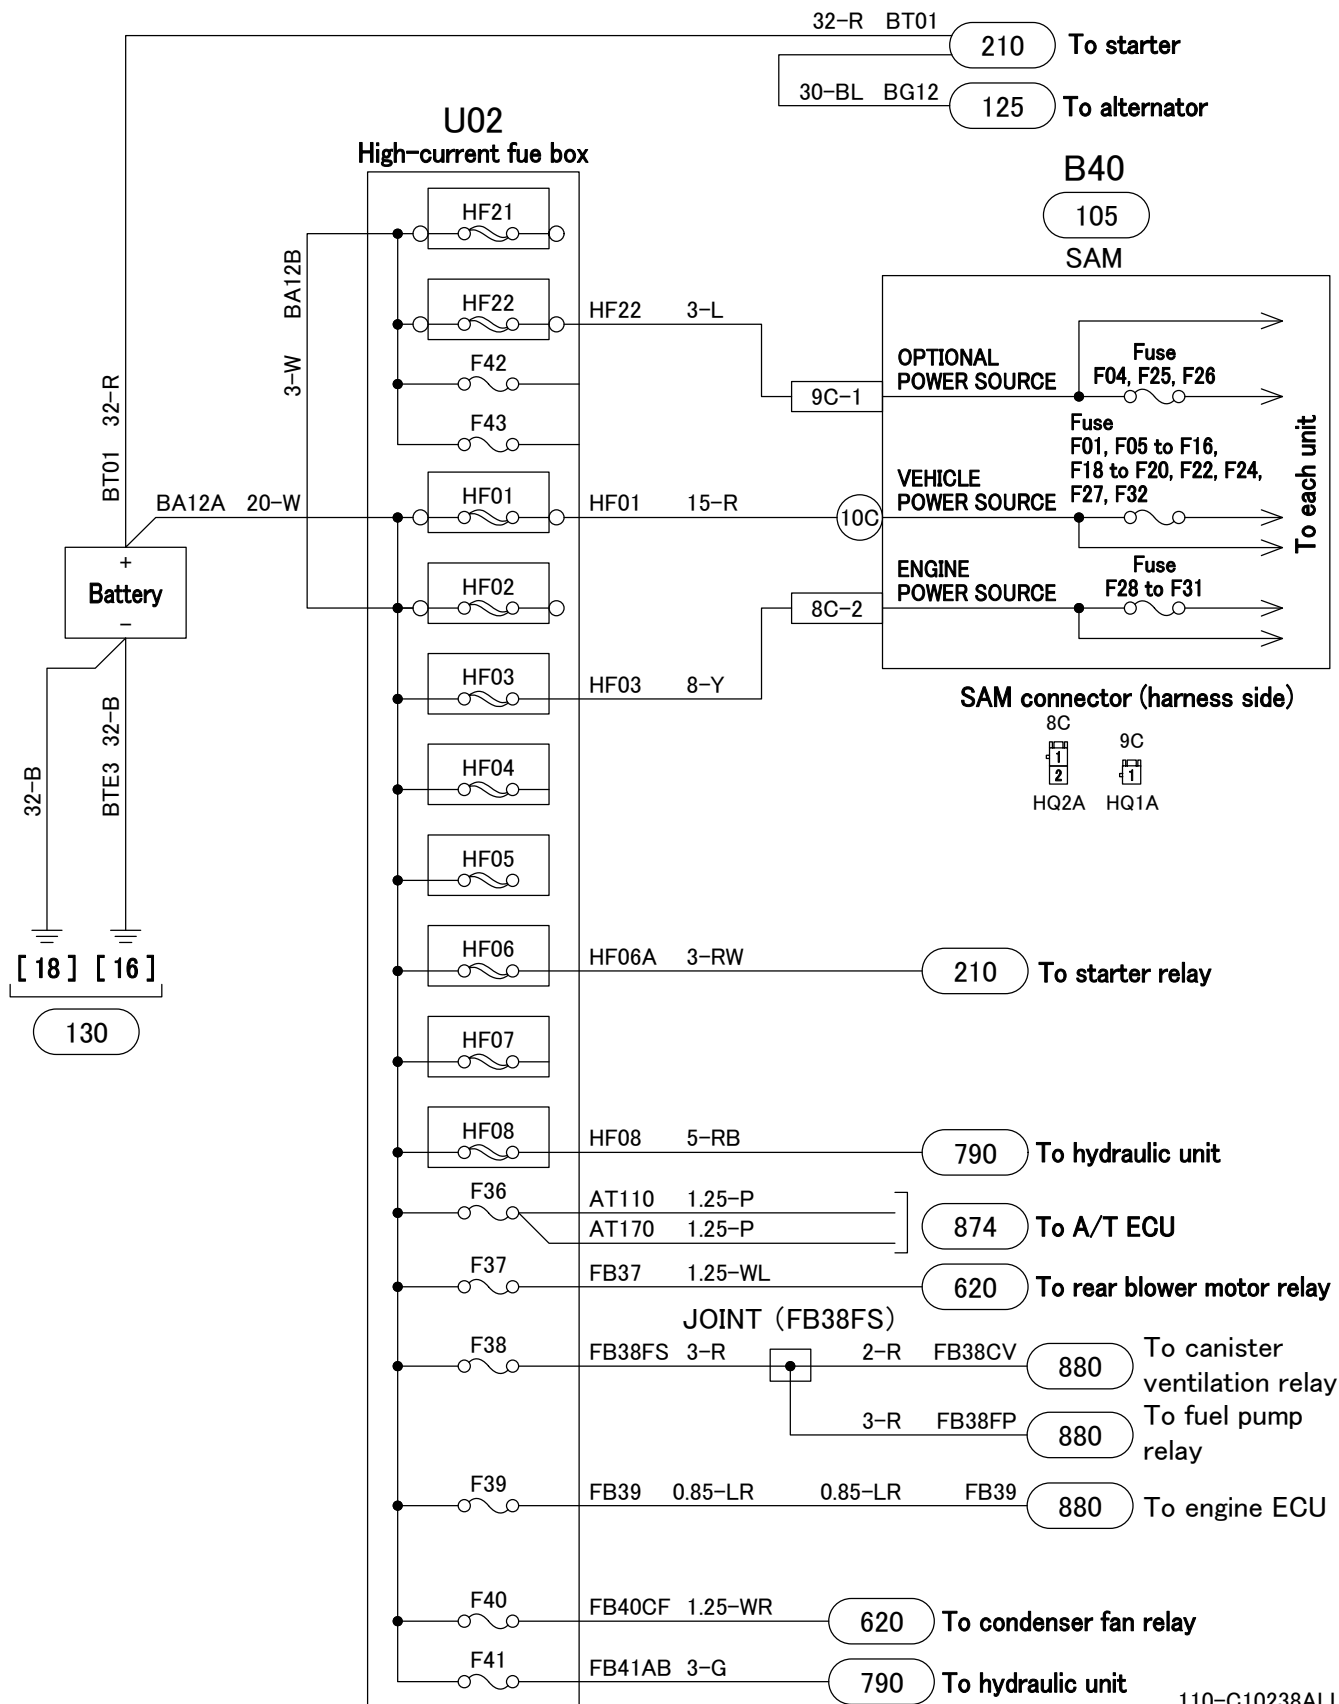 32-R BT01
210 To starter
30-BL BG12
125 To alternator
U02
High-current fue box
B40
105
SAM
HF21
BA12B
3-W
HF22
HF22 3-L
F42
9C-1
OPTIONAL
POWER SOURCE
Fuse
F04, F25, F26
F43
BT01 32-R
BA12A 20-W
HF01
HF01 15-R
10C
VEHICLE
POWER SOURCE
Fuse
F01, F05 to F16,
F18 to F20, F22, F24,
F27, F32
To each unit
+
Battery
−
HF02
8C-2
ENGINE
POWER SOURCE
Fuse
F28 to F31
HF03
HF03 8-Y
SAM connector (harness side)
8C
1
2
HQ2A
9C
1
HQ1A
32-B
BTE3 32-B
HF04
HF05
HF06
HF06A 3-RW
210 To starter relay
[ 18 ] [ 16 ]
130
HF07
HF08
HF08 5-RB
790 To hydraulic unit
F36
AT110 1.25-P
AT170 1.25-P
874 To A/T ECU
F37
FB37 1.25-WL
620 To rear blower motor relay
JOINT (FB38FS)
F38
FB38FS 3-R
2-R FB38CV
880 To canister
ventilation relay
3-R FB38FP
880 To fuel pump
relay
F39
FB39 0.85-LR 0.85-LR FB39
880 To engine ECU
F40
FB40CF 1.25-WR
620 To condenser fan relay
F41
FB41AB 3-G
790 To hydraulic unit